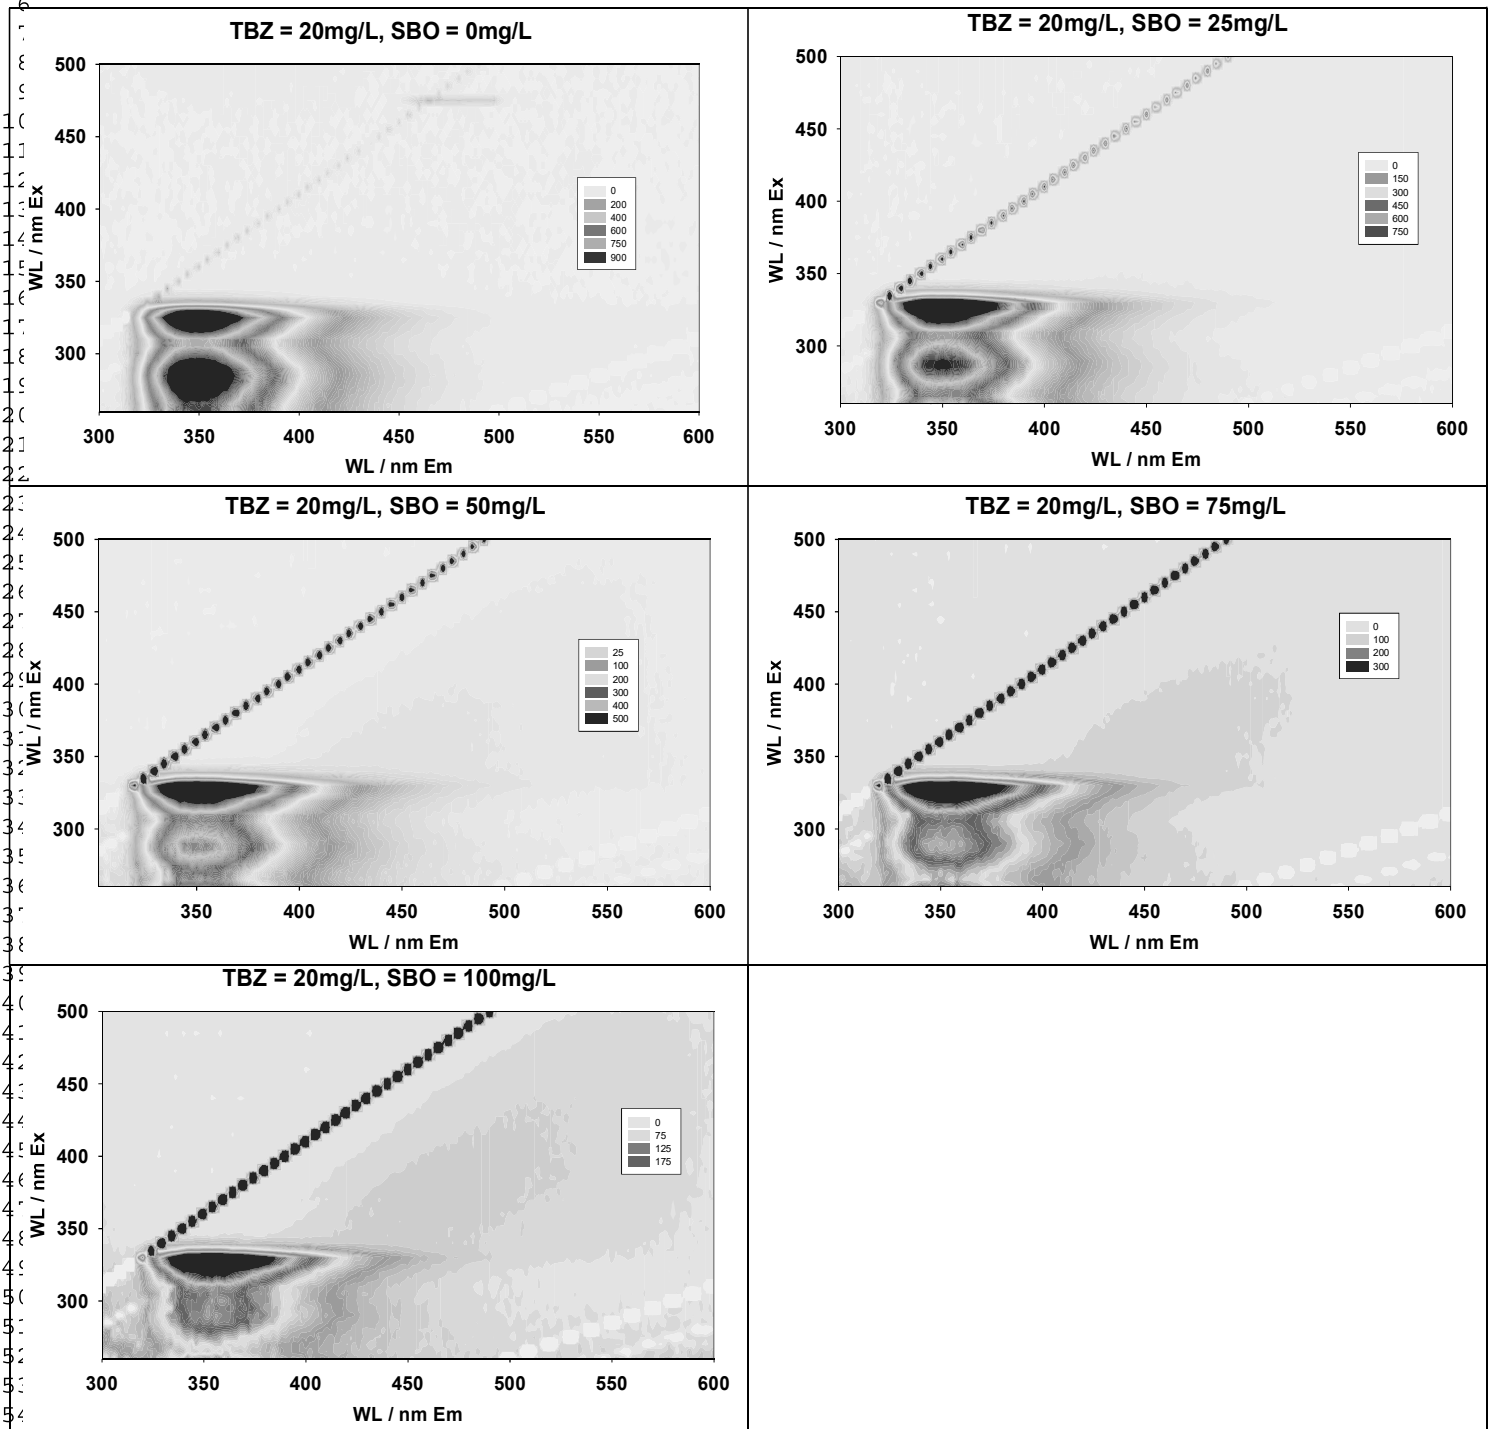 TBZ = 20mg/L, SBO = 0mg/L
500
450
400
350
300
WL / nm Ex
0
200
400
600
750
900
300 350 400 450 500 550 600
WL / nm Em
TBZ = 20mg/L, SBO = 25mg/L
500
450
400
350
300
WL / nm Ex
0
150
300
450
600
750
300 350 400 450 500 550 600
WL / nm Em
TBZ = 20mg/L, SBO = 50mg/L
500
450
400
350
300
WL / nm Ex
25
100
200
300
400
500
350 400 450 500 550 600
WL / nm Em
TBZ = 20mg/L, SBO = 75mg/L
500
450
400
350
300
WL / nm Ex
0
100
200
300
300 350 400 450 500 550 600
WL / nm Em
TBZ = 20mg/L, SBO = 100mg/L
500
450
400
350
300
WL / nm Ex
0
75
125
175
300 350 400 450 500 550 600
WL / nm Em